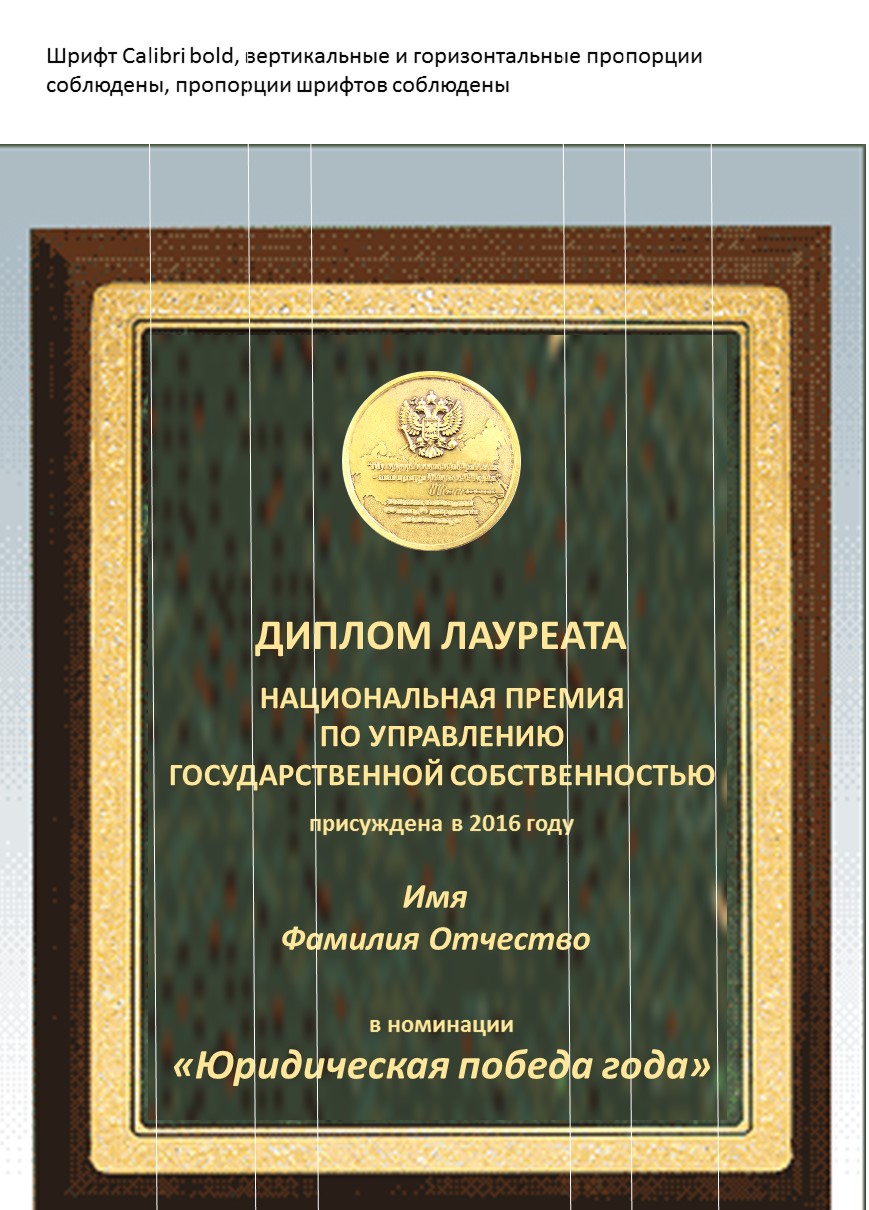 Шрифт Calibri bold, вертикальные и горизонтальные пропорции
соблюдены, пропорции шрифтов соблюдены
ДИПЛОМ ЛАУРЕАТА
НАЦИОНАЛЬНАЯ ПРЕМИЯ
ПО УПРАВЛЕНИЮ
ГОСУДАРСТВЕННОЙ СОБСТВЕННОСТЬЮ
присуждена в 2016 году
Имя
Фамилия Отчество
в номинации
«Юридическая победа года»